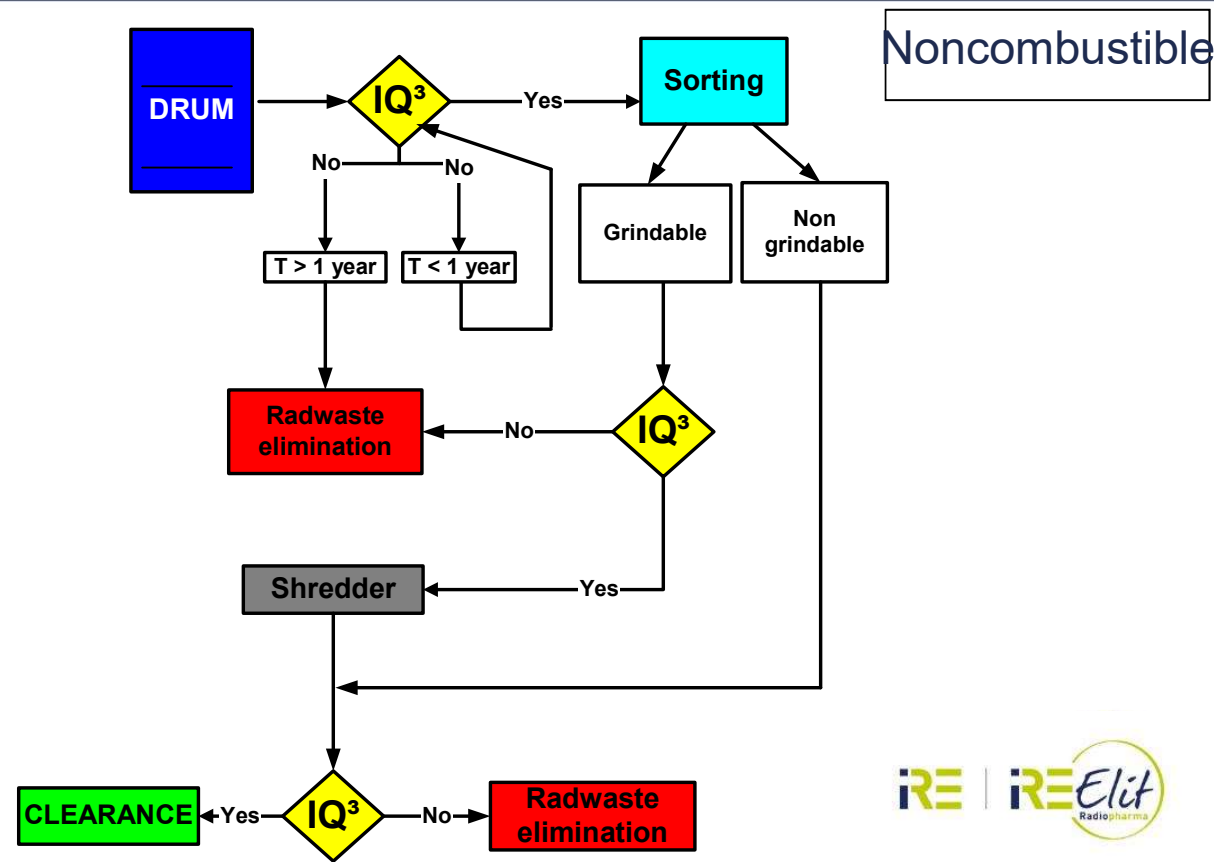 Noncombustible
DRUM
IQ³
Yes
Sorting
No
No
T > 1 year
T < 1 year
Grindable
Non
grindable
Radwaste
elimination
No
IQ³
Shredder
Yes
CLEARANCE
Yes
IQ³
No
Radwaste
elimination
iRE
iRE Elit
Radiopharma